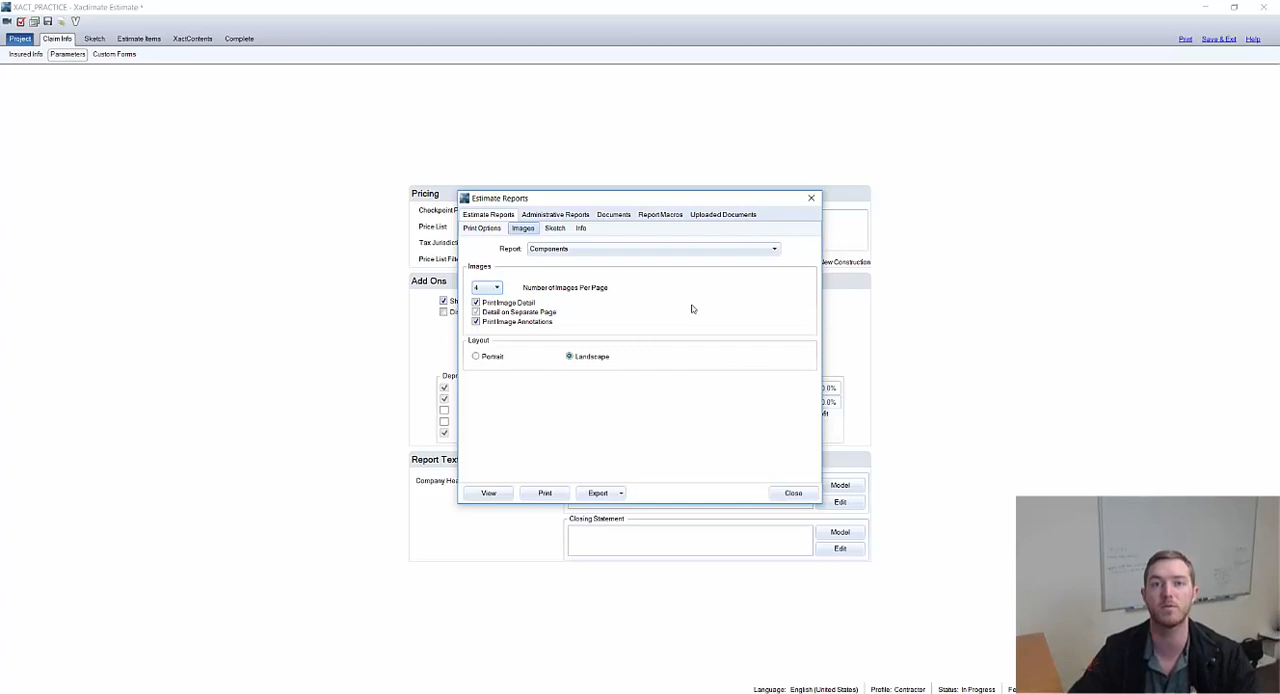 XACT_PRACTICE - Xactimate Estimate *
Project Claim Info Sketch Estimate Items XactContents Complete
Print Save & Exit Help
Insured Info Parameters Custom Forms
Pricing
Price List
Add Ons
Report Text
Estimate Reports
Estimate Reports Administrative Reports Documents Report Macros Uploaded Documents
Print Options Images Sketch Info
Report: Components
Images
4 Number of Images Per Page
Print Image Detail
Detail on Separate Page
Print Image Annotations
Layout
Portrait Landscape
View Print Export Close
Model
Edit
Closing Statement
Model
Edit
Language: English (United States) Profile: Contractor Status: In Progress